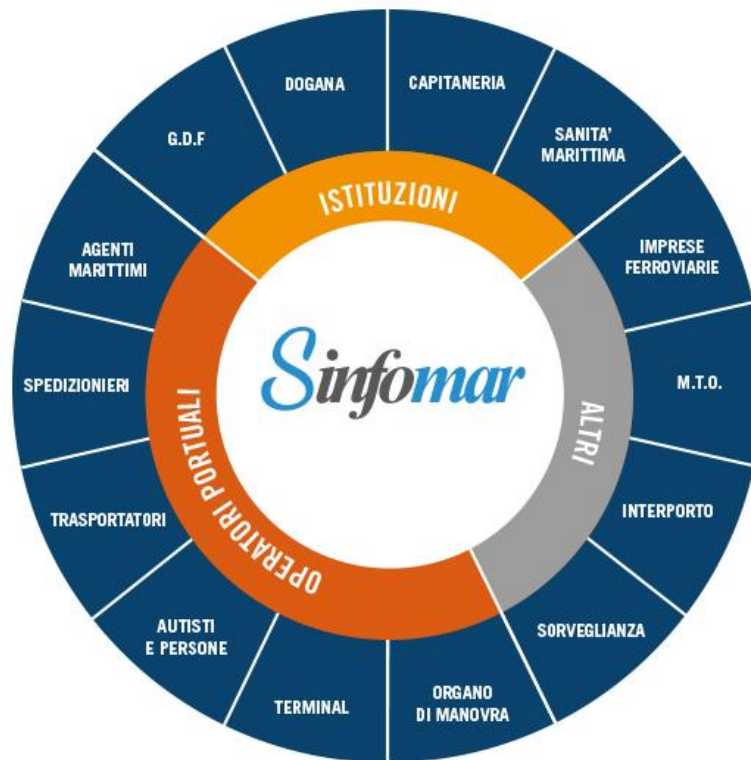 DOGANA
CAPITANERIA
G.D.F
SANITA'
MARITTIMA
ISTITUZIONI
AGENTI
MARITTIMI
IMPRESE
FERROVIARIE
SPEDIZIONIERI
Sinfomar
M.T.O.
ALTRI
OPERATORI PORTUALI
TRASPORTATORI
INTERPORTO
AUTISTI
E PERSONE
SORVEGLIANZA
TERMINAL
ORGANO
DI MANOVRA